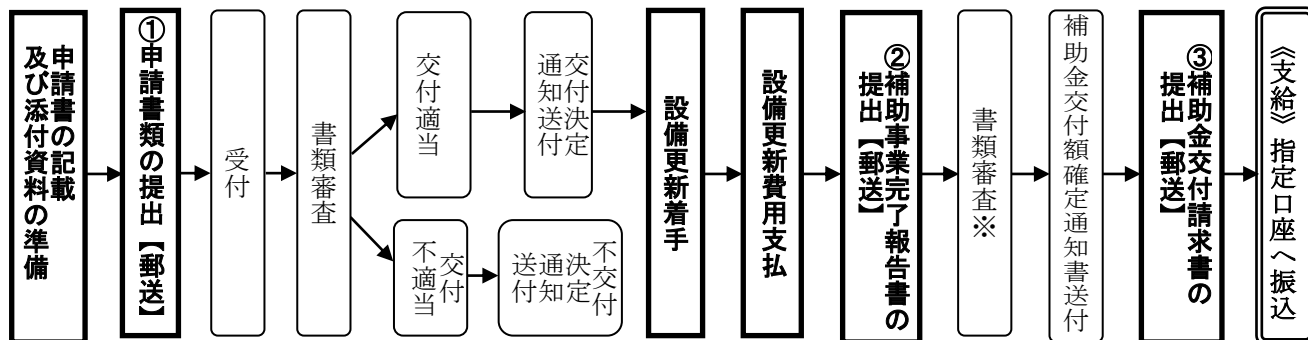 申請書の記載
及び添付資料の準備
①申請書類の提出【郵送】
受付
書類審査
交付適当
交付決定
通知送付
交付
不適当
不交付
決定
通知
送付
設備更新着手
設備更新費用支払
②補助事業完了報告書の
提出【郵送】
書類審査※
補助金交付額確定通知書送付
③補助金交付請求書の
提出【郵送】
《支給》指定口座へ振込